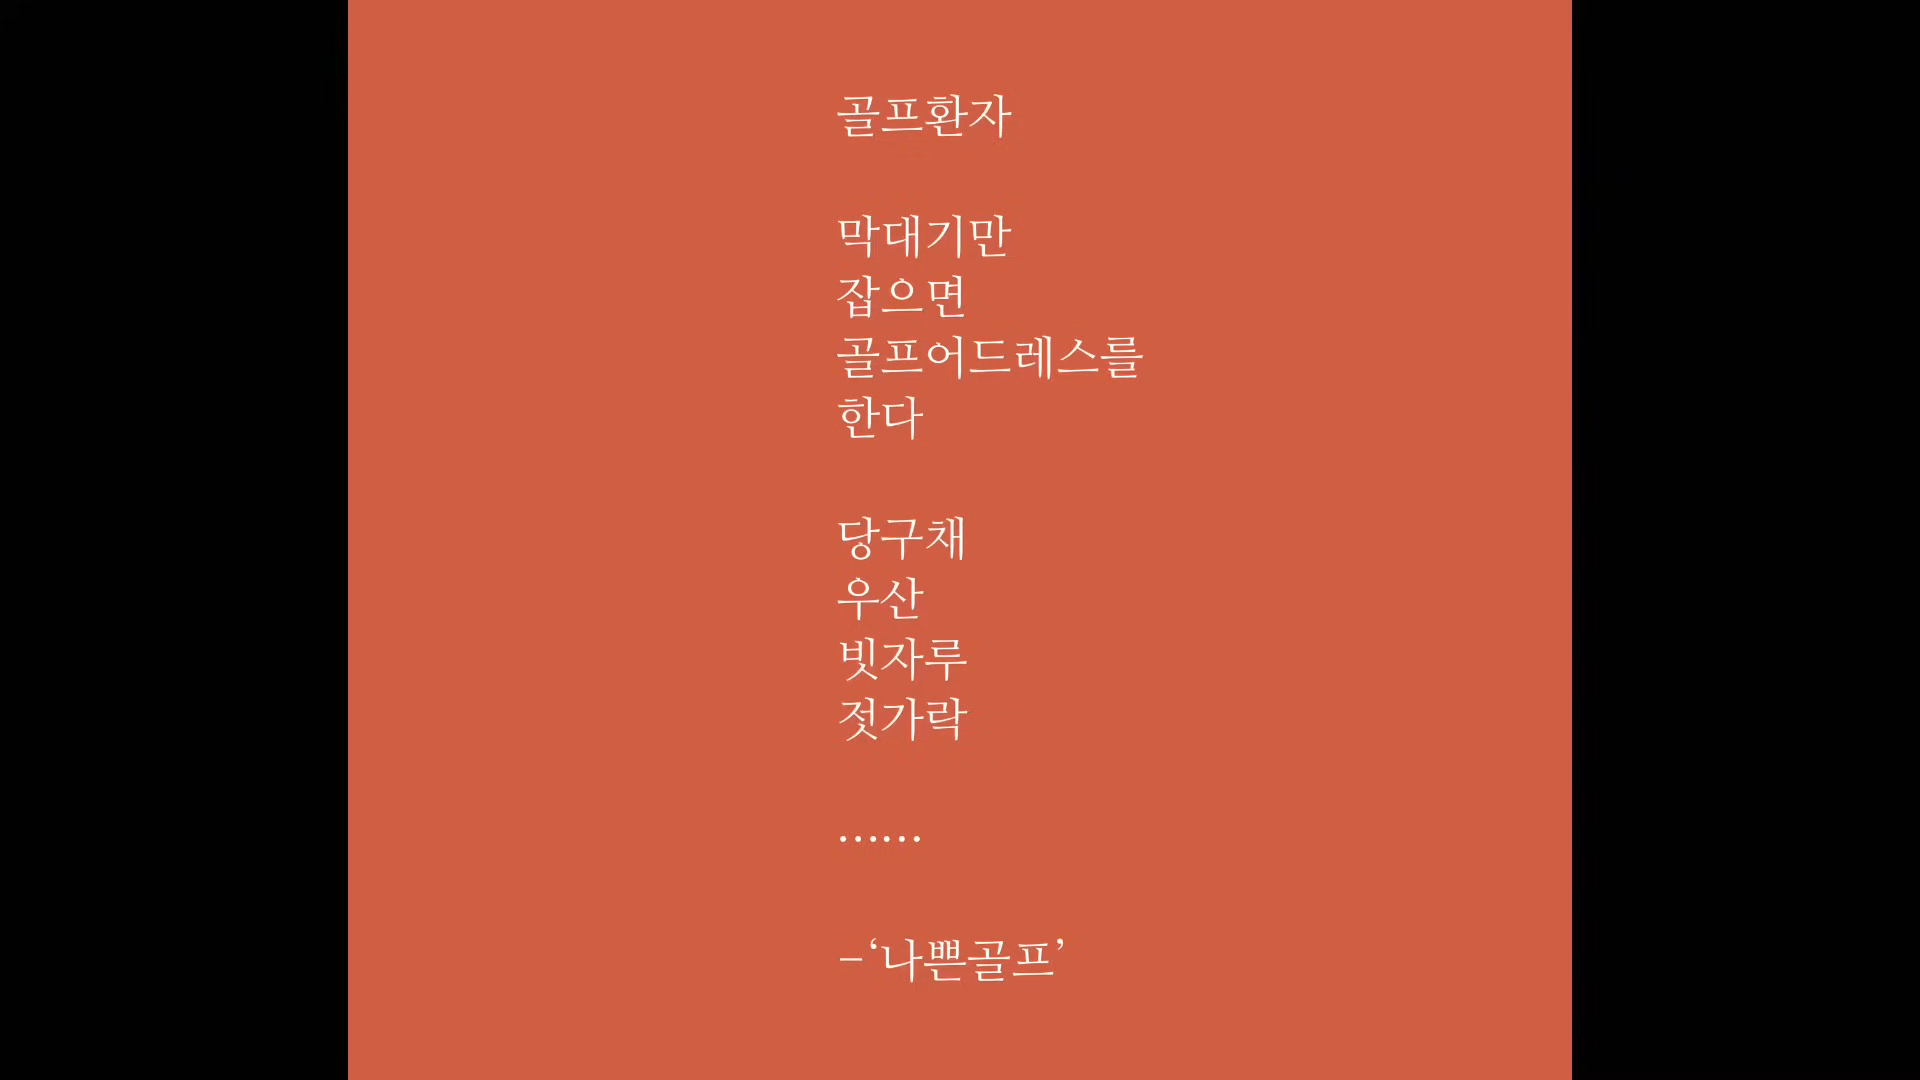 골프환자
막대기만
잡으면
골프어드레스를
한다
당구채
우산
빗자루
젓가락
……
–‘나쁜골프’